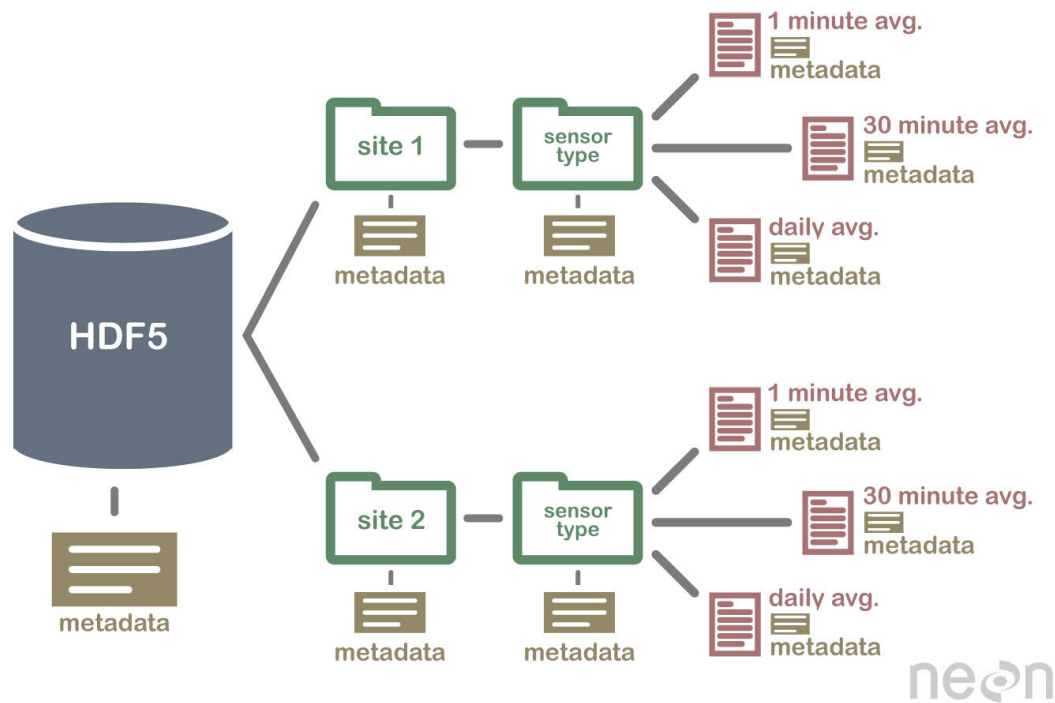 HDF5
metadata
site 1
metadata
sensor
type
metadata
1 minute avg.
metadata
30 minute avg.
metadata
daily avg.
metadata
site 2
metadata
sensor
type
metadata
1 minute avg.
metadata
30 minute avg.
metadata
daily avg.
metadata
neon